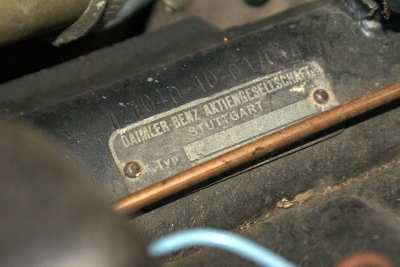 DAIMLER-BENZ AKTIENGESELLSCHAFT
STUTTGART
Typ